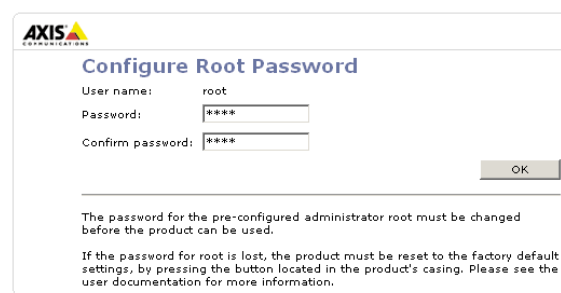 AXIS
COMMUNICATIONS
Configure Root Password
User name: root
Password: ****
Confirm password: ****
OK
The password for the pre-configured administrator root must be changed
before the product can be used.
If the password for root is lost, the product must be reset to the factory default
settings, by pressing the button located in the product's casing. Please see the
user documentation for more information.